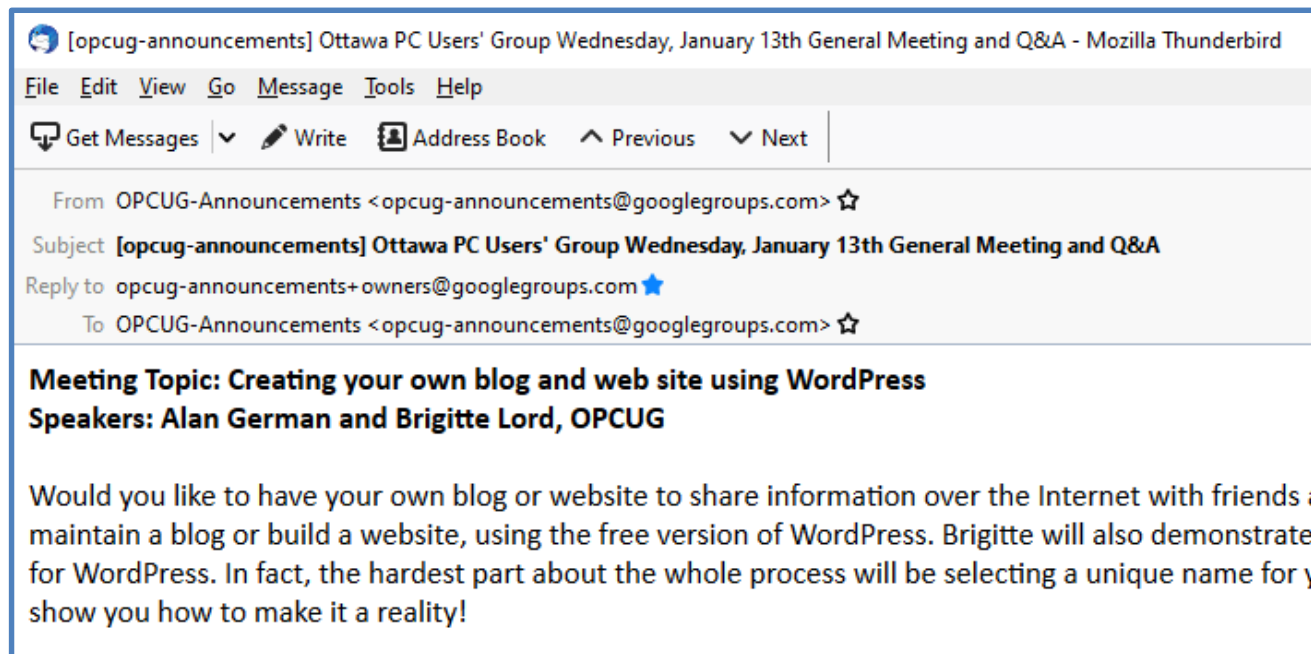 [opcug-announcements] Ottawa PC Users' Group Wednesday, January 13th General Meeting and Q&A - Mozilla Thunderbird
File Edit View Go Message Tools Help
Get Messages Write Address Book Previous Next
From OPCUG-Announcements <opcug-announcements@googlegroups.com>
Subject [opcug-announcements] Ottawa PC Users' Group Wednesday, January 13th General Meeting and Q&A
Reply to opcug-announcements+owners@googlegroups.com
To OPCUG-Announcements <opcug-announcements@googlegroups.com>
Meeting Topic: Creating your own blog and web site using WordPress
Speakers: Alan German and Brigitte Lord, OPCUG
Would you like to have your own blog or website to share information over the Internet with friends
maintain a blog or build a website, using the free version of WordPress. Brigitte will also demonstrate
for WordPress. In fact, the hardest part about the whole process will be selecting a unique name for
show you how to make it a reality!